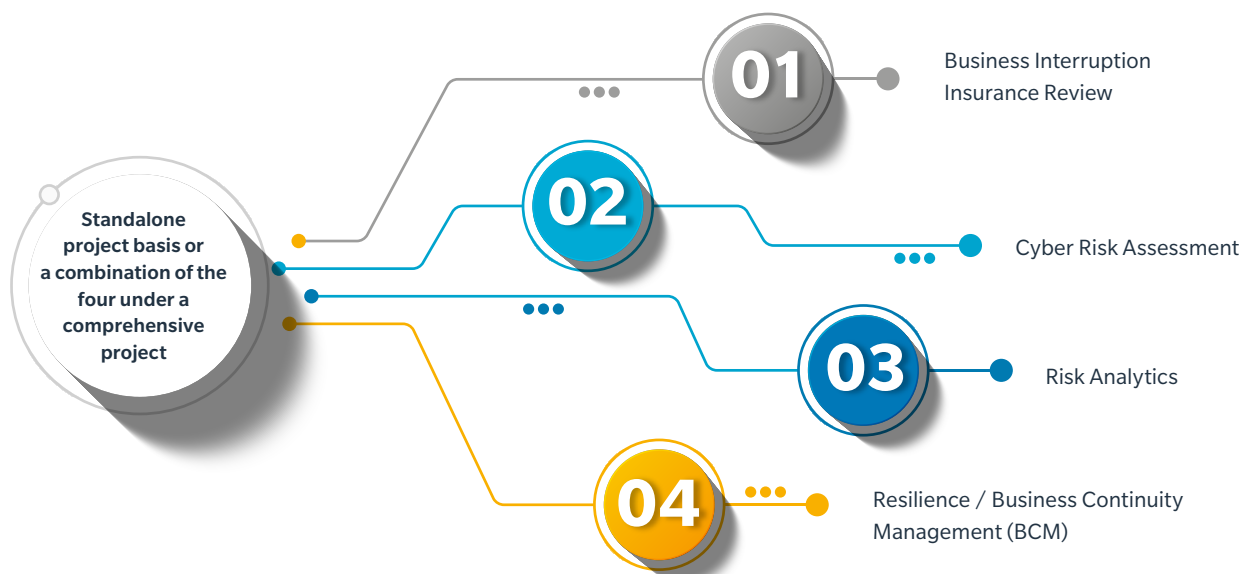 Standalone
project basis or
a combination of the
four under a
comprehensive
project
01
Business Interruption
Insurance Review
02
Cyber Risk Assessment
03
Risk Analytics
04
Resilience / Business Continuity
Management (BCM)